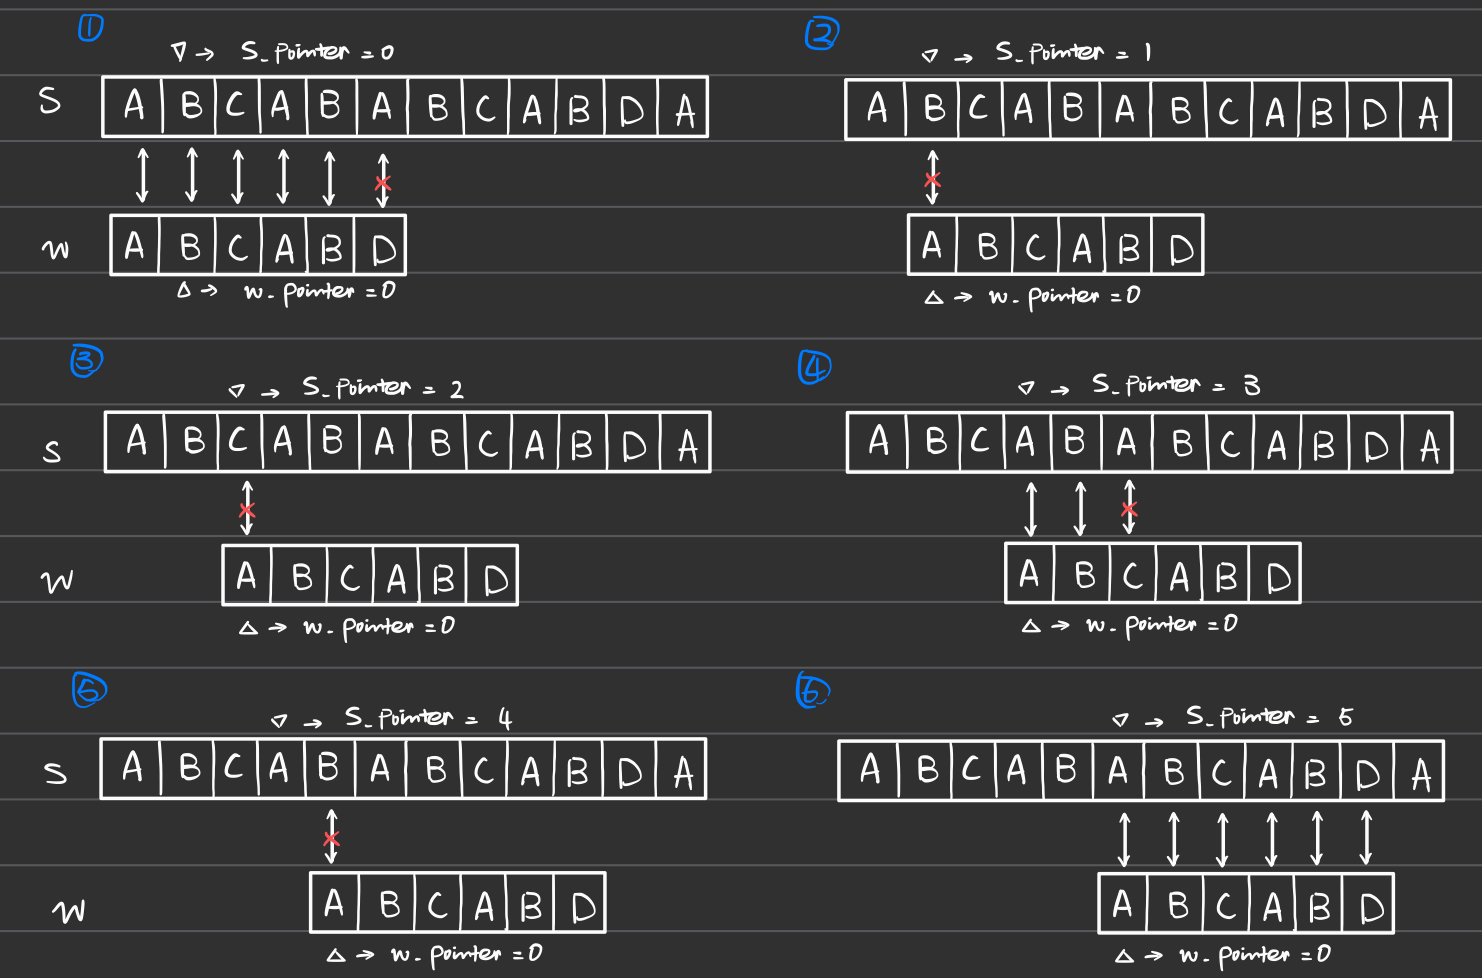 ① ②
▽ → S_pointer = 0
▽ → S_pointer = 1
S
A B C A B A B C A B D A
A B C A B A B C A B D A
W
A B C A B D
A B C A B D
△ → w_pointer = 0
△ → w_pointer = 0
③ ④
▽ → S_pointer = 2
▽ → S_pointer = 3
S
A B C A B A B C A B D A
A B C A B A B C A B D A
W
A B C A B D
A B C A B D
△ → w_pointer = 0
△ → w_pointer = 0
⑤ ⑥
▽ → S_pointer = 4
▽ → S_pointer = 5
S
A B C A B A B C A B D A
A B C A B A B C A B D A
W
A B C A B D
A B C A B D
△ → w_pointer = 0
△ → w_pointer = 0